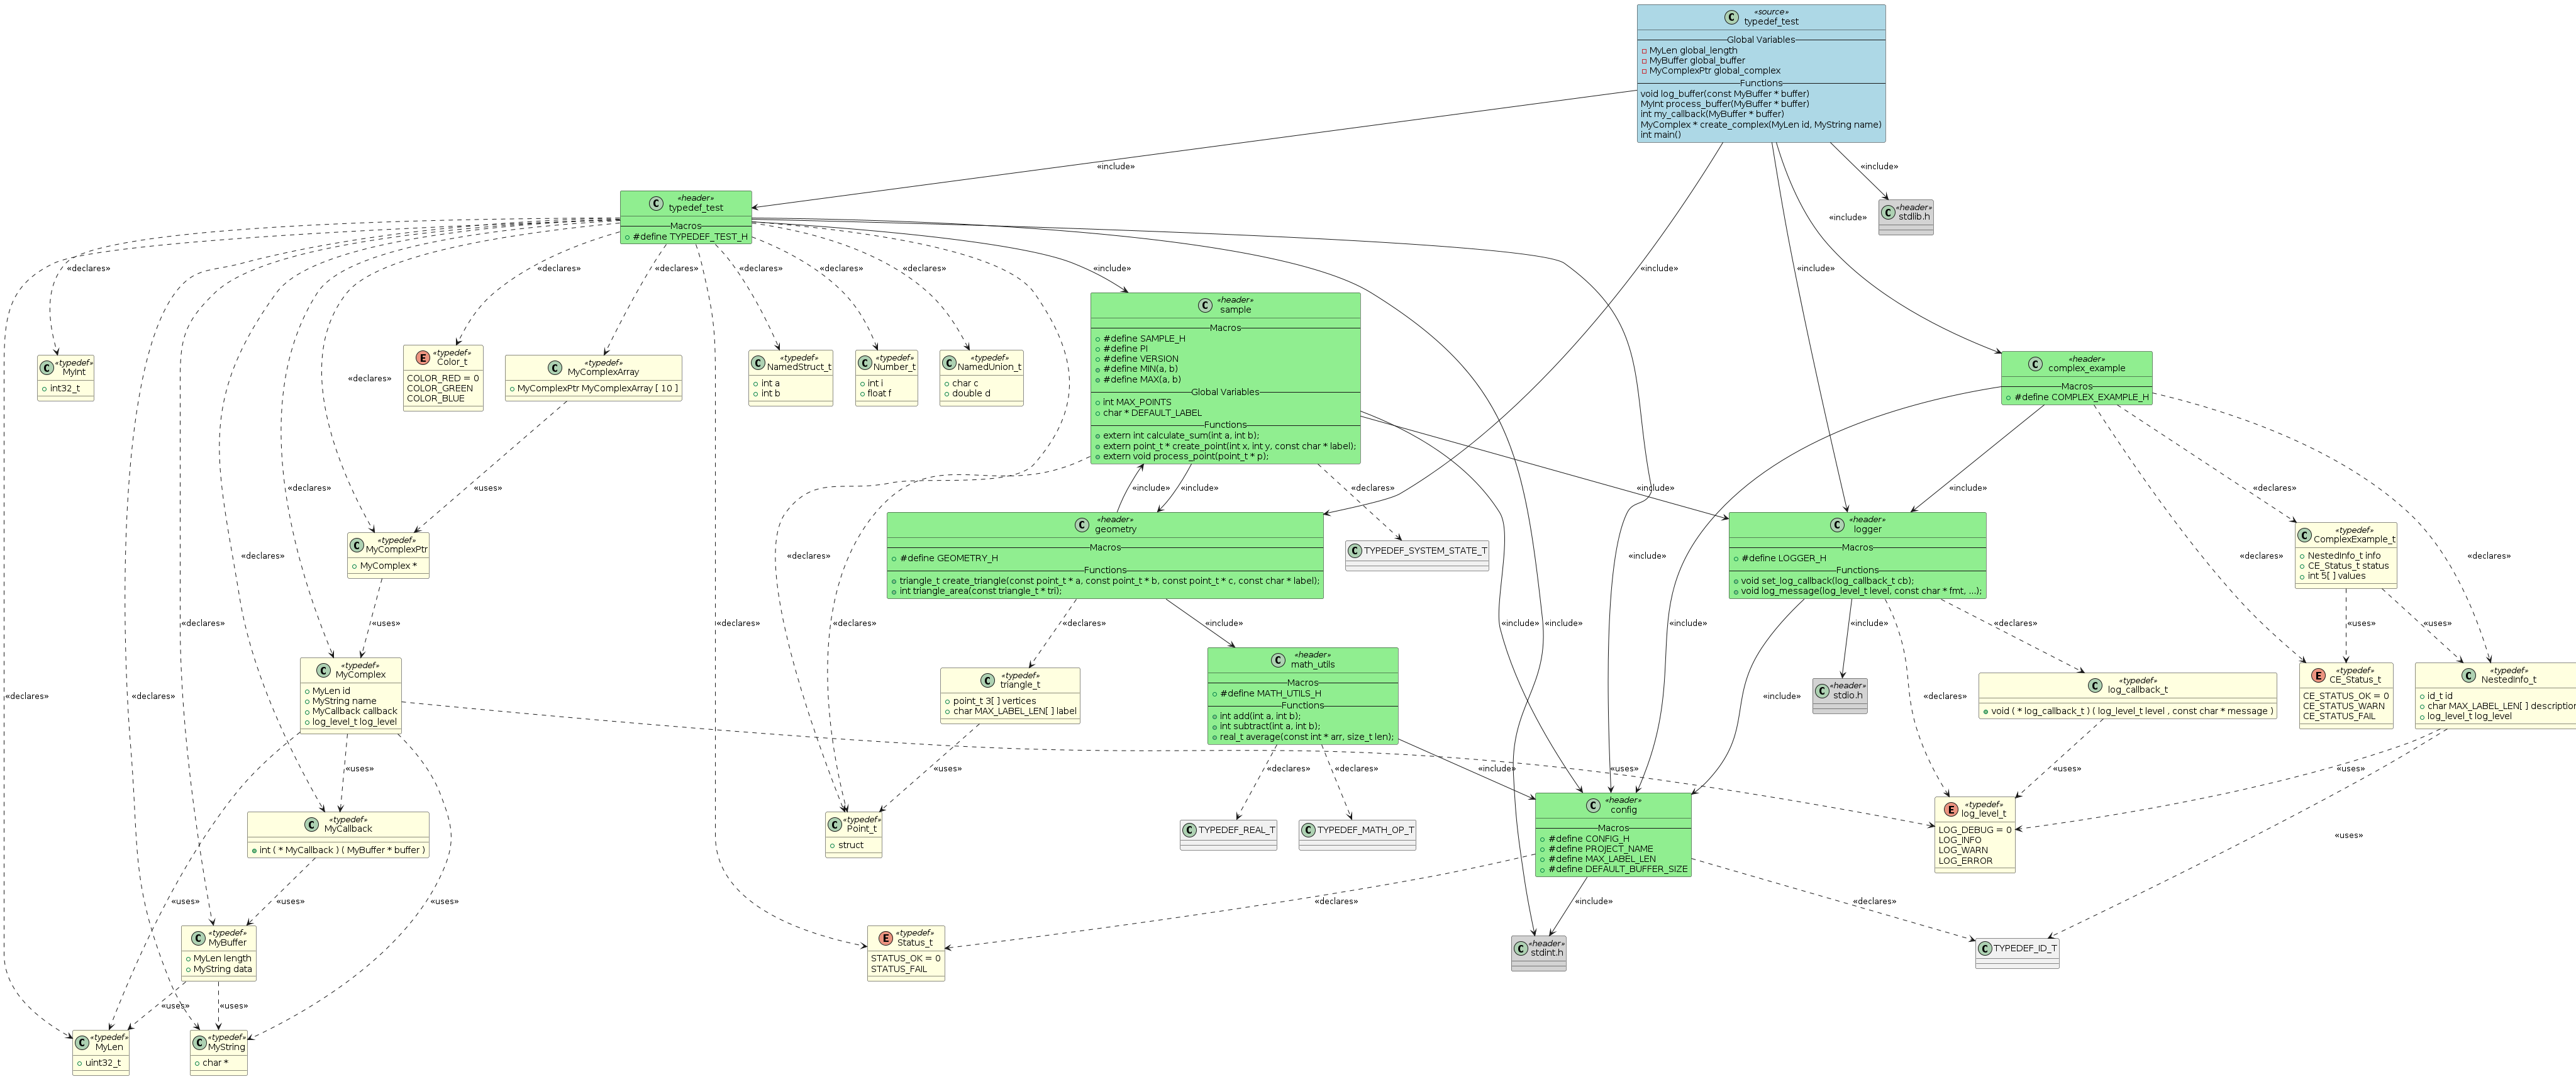 «source»
typedef_test
Global Variables
MyLen global_length
MyBuffer global_buffer
MyComplexPtr global_complex
Functions
void log_buffer(const MyBuffer * buffer)
MyInt process_buffer(MyBuffer * buffer)
int my_callback(MyBuffer * buffer)
MyComplex * create_complex(MyLen id, MyString name)
int main()
«include»
«include»
«include»
«header»
typedef_test
Macros
#define TYPEDEF_TEST_H
«header»
stdlib.h
«declares»
«declares»
«declares»
«declares»
«declares»
«declares»
«include»
«include»
«include»
«header»
sample
Macros
#define SAMPLE_H
#define PI
#define VERSION
#define MIN(a, b)
#define MAX(a, b)
Global Variables
int MAX_POINTS
char * DEFAULT_LABEL
Functions
extern int calculate_sum(int a, int b);
extern point_t * create_point(int x, int y, const char * label);
extern void process_point(point_t * p);
«typedef»
MyInt
int32_t
«typedef»
Color_t
COLOR_RED = 0
COLOR_GREEN
COLOR_BLUE
«typedef»
MyComplexArray
MyComplexPtr MyComplexArray [ 10 ]
«typedef»
NamedStruct_t
int a
int b
«typedef»
Number_t
int i
float f
«typedef»
NamedUnion_t
char c
double d
«header»
complex_example
Macros
#define COMPLEX_EXAMPLE_H
«declares»
«declares»
«uses»
«include»
«include»
«declares»
«include»
«include»
«declares»
«typedef»
MyComplexPtr
MyComplex *
«header»
geometry
Macros
#define GEOMETRY_H
Functions
triangle_t create_triangle(const point_t * a, const point_t * b, const point_t * c, const char * label);
int triangle_area(const triangle_t * tri);
TYPEDEF_SYSTEM_STATE_T
«header»
logger
Macros
#define LOGGER_H
Functions
void set_log_callback(log_callback_t cb);
void log_message(log_level_t level, const char * fmt, ...);
«typedef»
ComplexExample_t
NestedInfo_t info
CE_Status_t status
int 5[ ] values
«declares»
«declares»
«include»
«declares»
«declares»
«declares»
«uses»
«declares»
«declares»
«declares»
«include»
«include»
«include»
«include»
«include»
«declares»
«uses»
«uses»
«typedef»
MyComplex
MyLen id
MyString name
MyCallback callback
log_level_t log_level
«typedef»
triangle_t
point_t 3[ ] vertices
char MAX_LABEL_LEN[ ] label
«header»
math_utils
Macros
#define MATH_UTILS_H
Functions
int add(int a, int b);
int subtract(int a, int b);
real_t average(const int * arr, size_t len);
«header»
stdio.h
«typedef»
log_callback_t
void ( * log_callback_t ) ( log_level_t level , const char * message )
«typedef»
CE_Status_t
CE_STATUS_OK = 0
CE_STATUS_WARN
CE_STATUS_FAIL
«typedef»
NestedInfo_t
id_t id
char MAX_LABEL_LEN[ ] description
log_level_t log_level
«declares»
«declares»
«include»
«declares»
«uses»
«uses»
«declares»
«declares»
«include»
«uses»
«uses»
«uses»
«typedef»
MyCallback
int ( * MyCallback ) ( MyBuffer * buffer )
«typedef»
Point_t
struct
TYPEDEF_REAL_T
TYPEDEF_MATH_OP_T
«header»
config
Macros
#define CONFIG_H
#define PROJECT_NAME
#define MAX_LABEL_LEN
#define DEFAULT_BUFFER_SIZE
«typedef»
log_level_t
LOG_DEBUG = 0
LOG_INFO
LOG_WARN
LOG_ERROR
«uses»
«uses»
«uses»
«uses»
«declares»
«include»
«declares»
«typedef»
MyBuffer
MyLen length
MyString data
«typedef»
Status_t
STATUS_OK = 0
STATUS_FAIL
«header»
stdint.h
TYPEDEF_ID_T
«uses»
«uses»
«typedef»
MyLen
uint32_t
«typedef»
MyString
char *